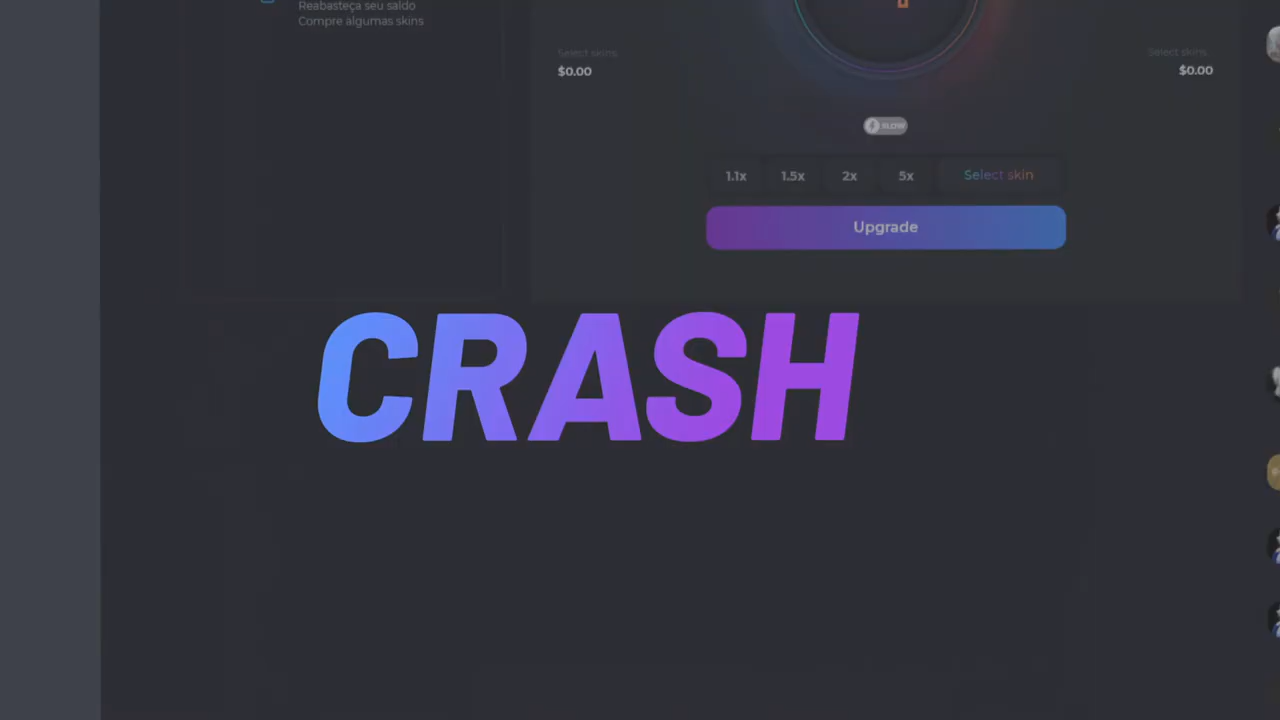 Reabasteça seu saldo
Compre algumas skins
Select skins
$0.00
Select skins
$0.00
SLOW
1.1x
1.5x
2x
5x
Select skin
Upgrade
CRASH